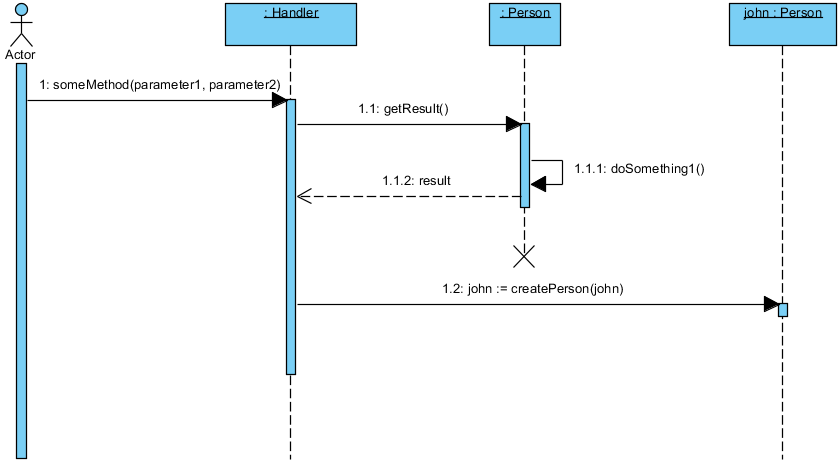 : Handler
: Person
john : Person
Actor
1: someMethod(parameter1, parameter2)
1.1: getResult()
1.1.1: doSomething1()
1.1.2: result
1.2: john := createPerson(john)